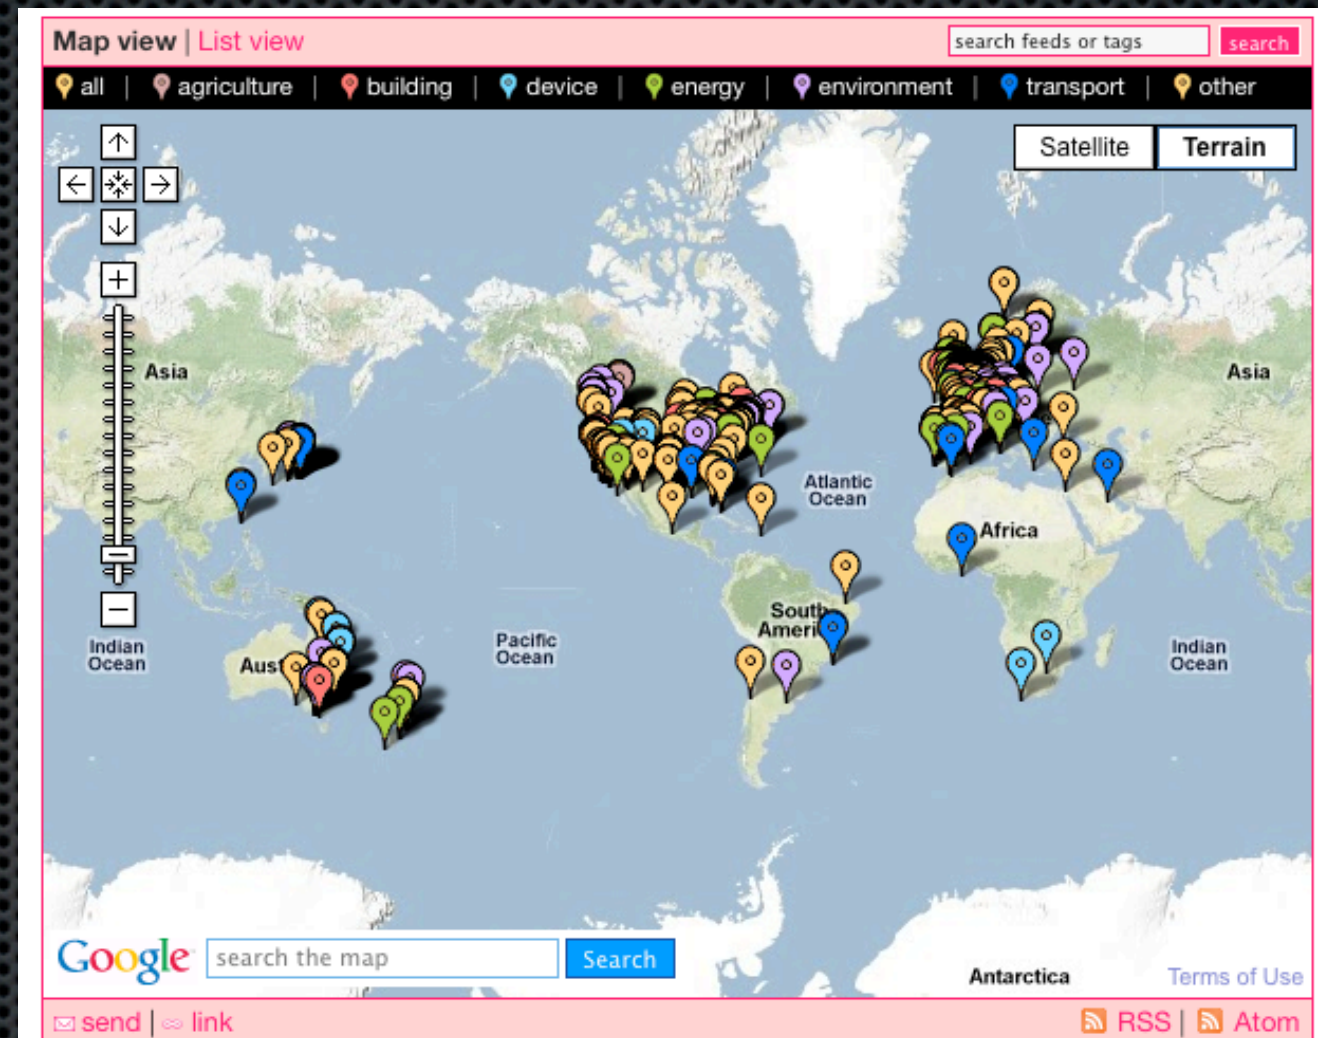 Map view | List view
search feeds or tags
search
all | agriculture | building | device | energy | environment | transport | other
Satellite
Terrain
Asia
Asia
Atlantic
Ocean
Africa
South
Ameri
Indian
Ocean
Aust
Pacific
Ocean
Indian
Ocean
Google
search the map
Search
Antarctica
Terms of Use
send | link
RSS | Atom